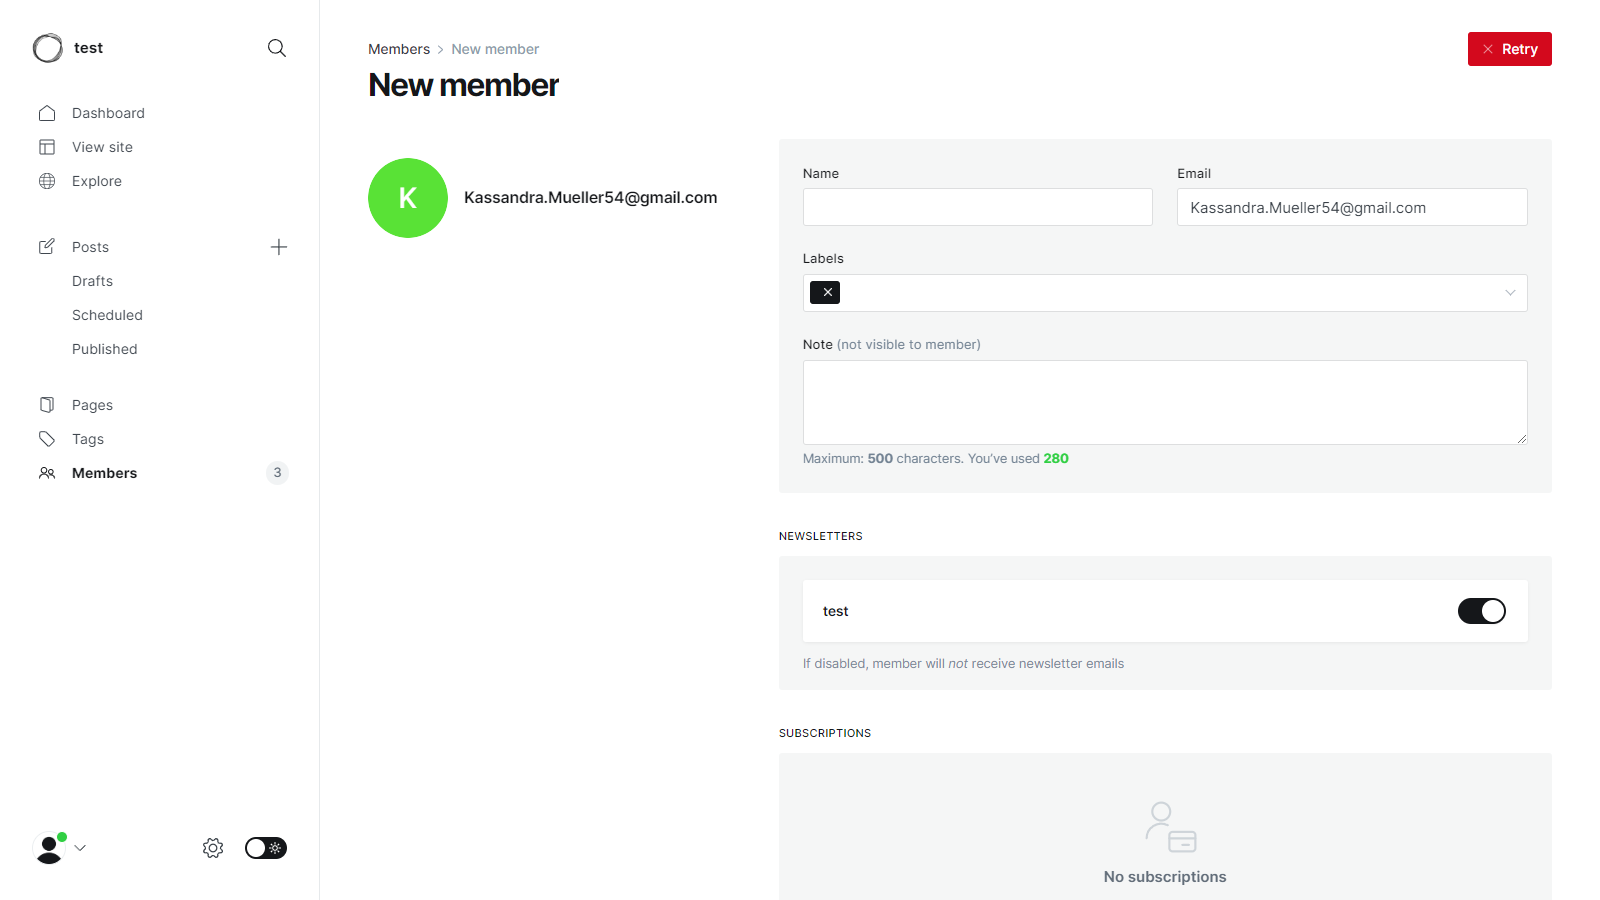 test
Dashboard
View site
Explore
Posts
Drafts
Scheduled
Published
Pages
Tags
Members
3
Members
New member
Retry
New member
K
Kassandra.Mueller54@gmail.com
Name
Email
Kassandra.Mueller54@gmail.com
Labels
Note (not visible to member)
Maximum: 500 characters. You've used 280
NEWSLETTERS
test
If disabled, member will not receive newsletter emails
SUBSCRIPTIONS
No subscriptions